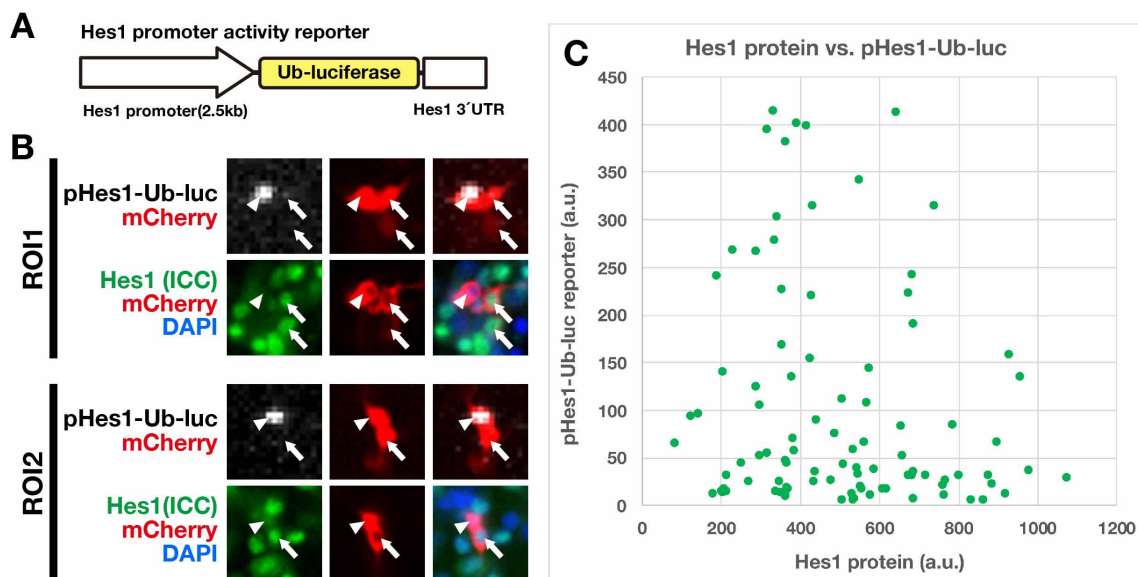 A
Hes1 promoter activity reporter
Ub-luciferase
Hes1 promoter(2.5kb)
Hes1 3´UTR
B
ROI1
pHes1-Ub-luc
mCherry
Hes1 (ICC)
mCherry
DAPI
ROI2
pHes1-Ub-luc
mCherry
Hes1(ICC)
mCherry
DAPI
C
Hes1 protein vs. pHes1-Ub-luc
pHes1-Ub-luc reporter (a.u.)
450
400
350
300
250
200
150
100
50
0
0 200 400 600 800 1000 1200
Hes1 protein (a.u.)